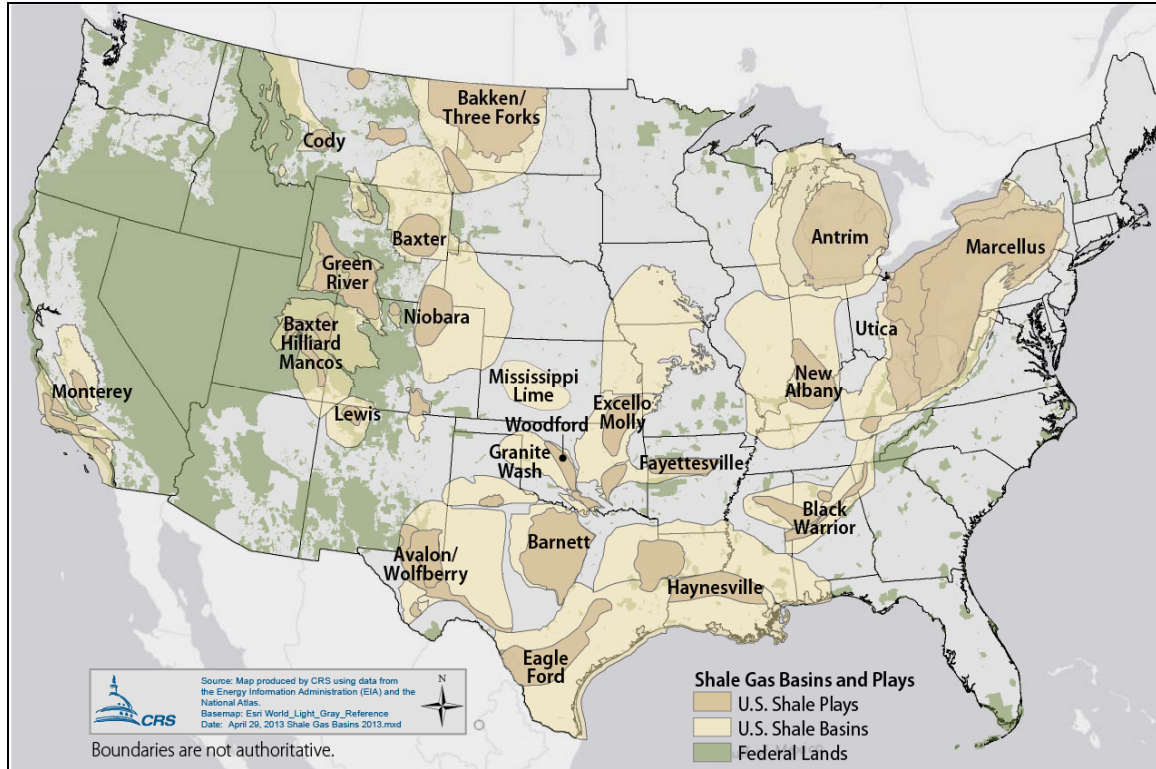 Bakken/
Three Forks
Cody
Baxter
Antrim
Marcellus
Green
River
Niobara
Utica
Baxter
Hilliard
Mancos
Monterey
Mississippi
Lime
New
Albany
Excello
Molly
Lewis
Woodford
Granite
Wash
Fayettesville
Black
Warrior
Barnett
Avalon/
Wolfberry
Haynesville
Eagle
Ford
CRS
Source: Map produced by CRS using data from
the Energy Information Administration (EIA) and the
National Atlas.
Basemap: Esri World_Light_Gray_Reference
Date: April 29, 2013 Shale Gas Basins 2013.mxd
N
Boundaries are not authoritative.
Shale Gas Basins and Plays
U.S. Shale Plays
U.S. Shale Basins
Federal Lands